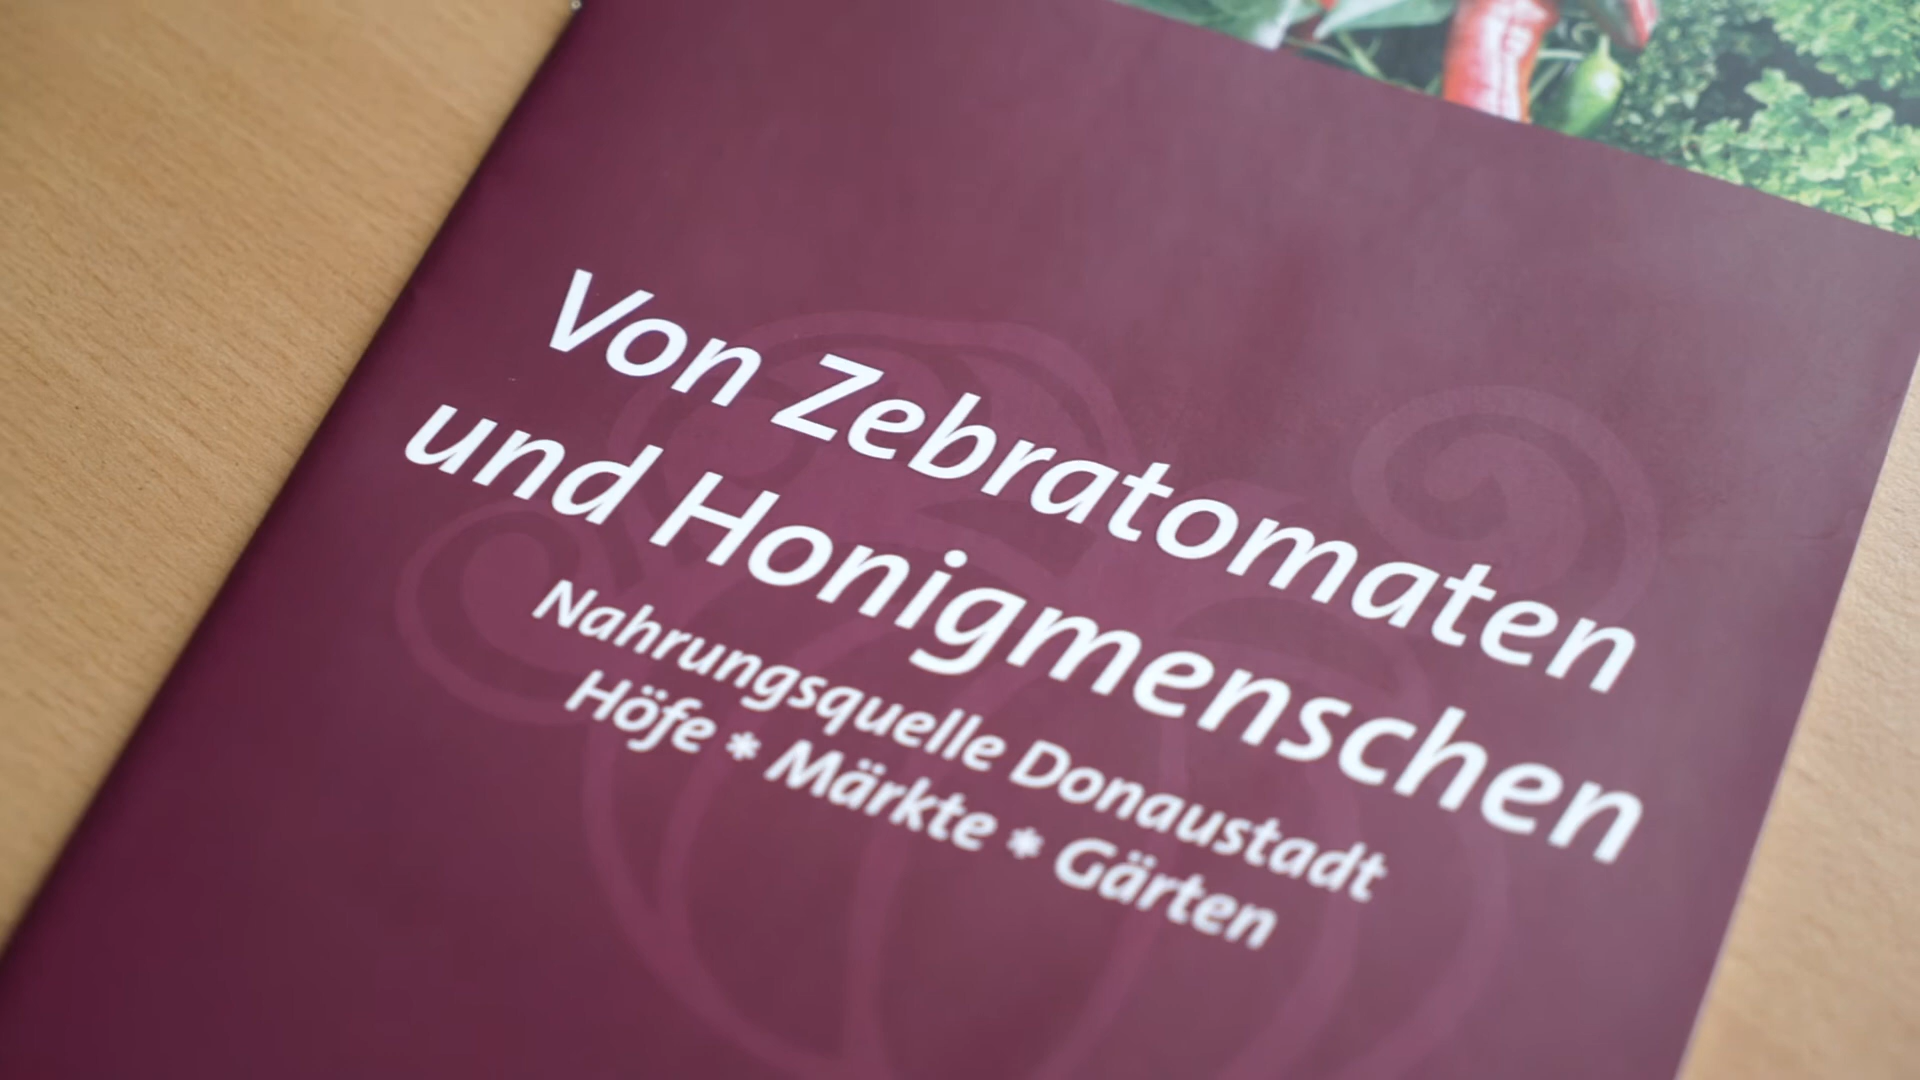 Von Zebratomaten
und Honigmenschen
Nahrungsquelle Donaustadt
Höfe * Märkte * Gärten